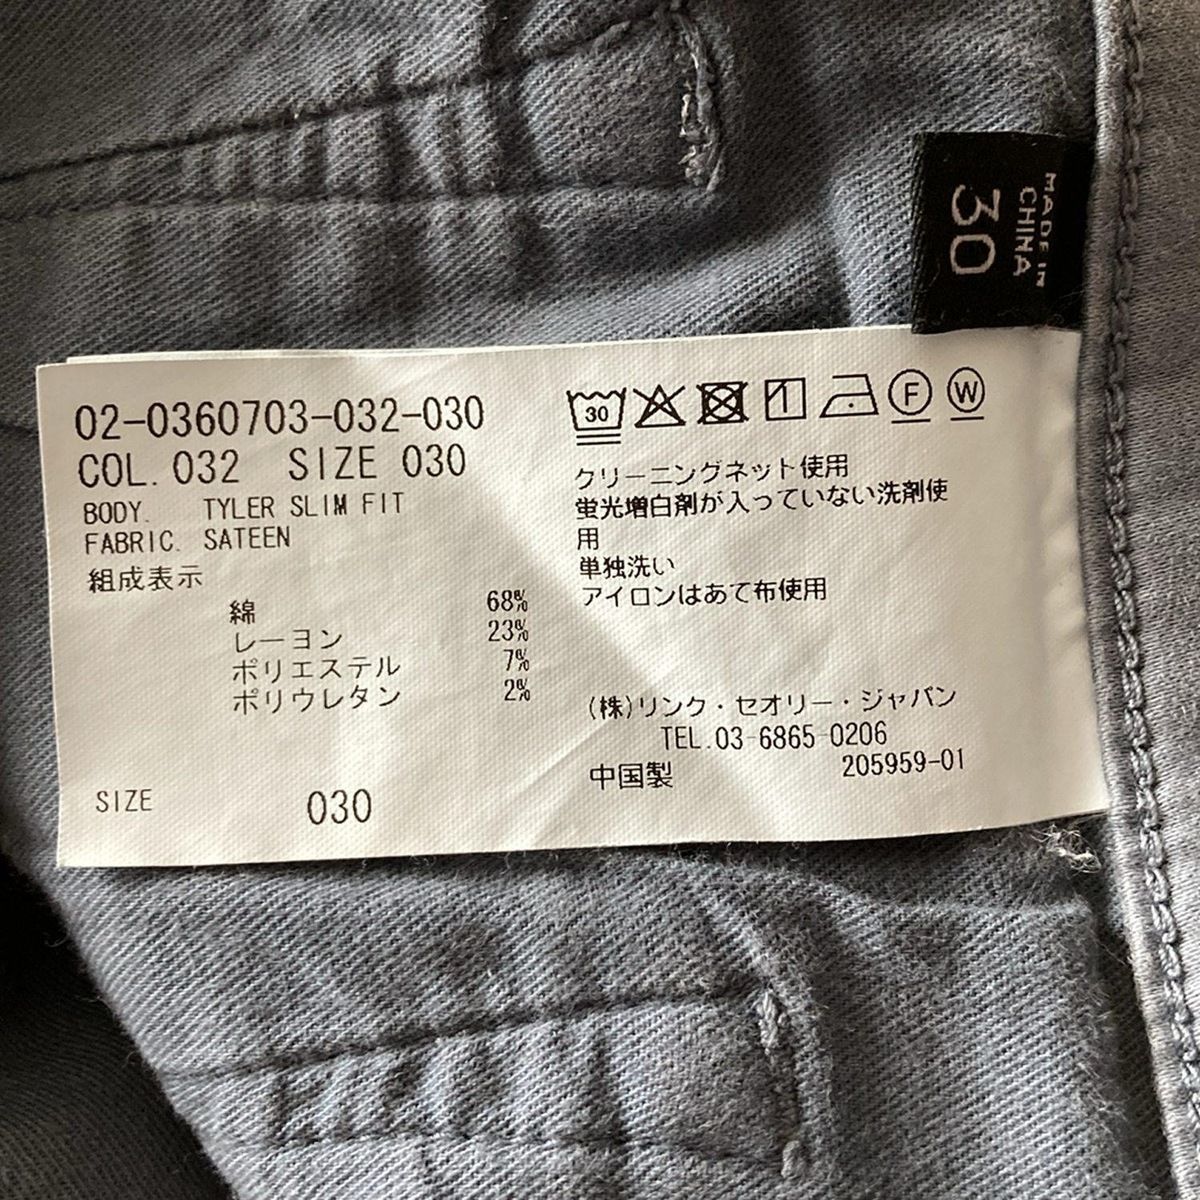 MADE IN
CHINA
30
02-0360703-032-030
COL. 032 SIZE 030
BODY. TYLER SLIM FIT
FABRIC. SATEEN
組成表示
綿 68%
レーヨン 23%
ポリエステル 7%
ポリウレタン 2%
SIZE 030
30 F W
クリーニングネット使用
蛍光増白剤が入っていない洗剤使
用
単独洗い
アイロンはあて布使用
(株)リンク・セオリー・ジャパン
TEL.03-6865-0206
中国製 205959-01